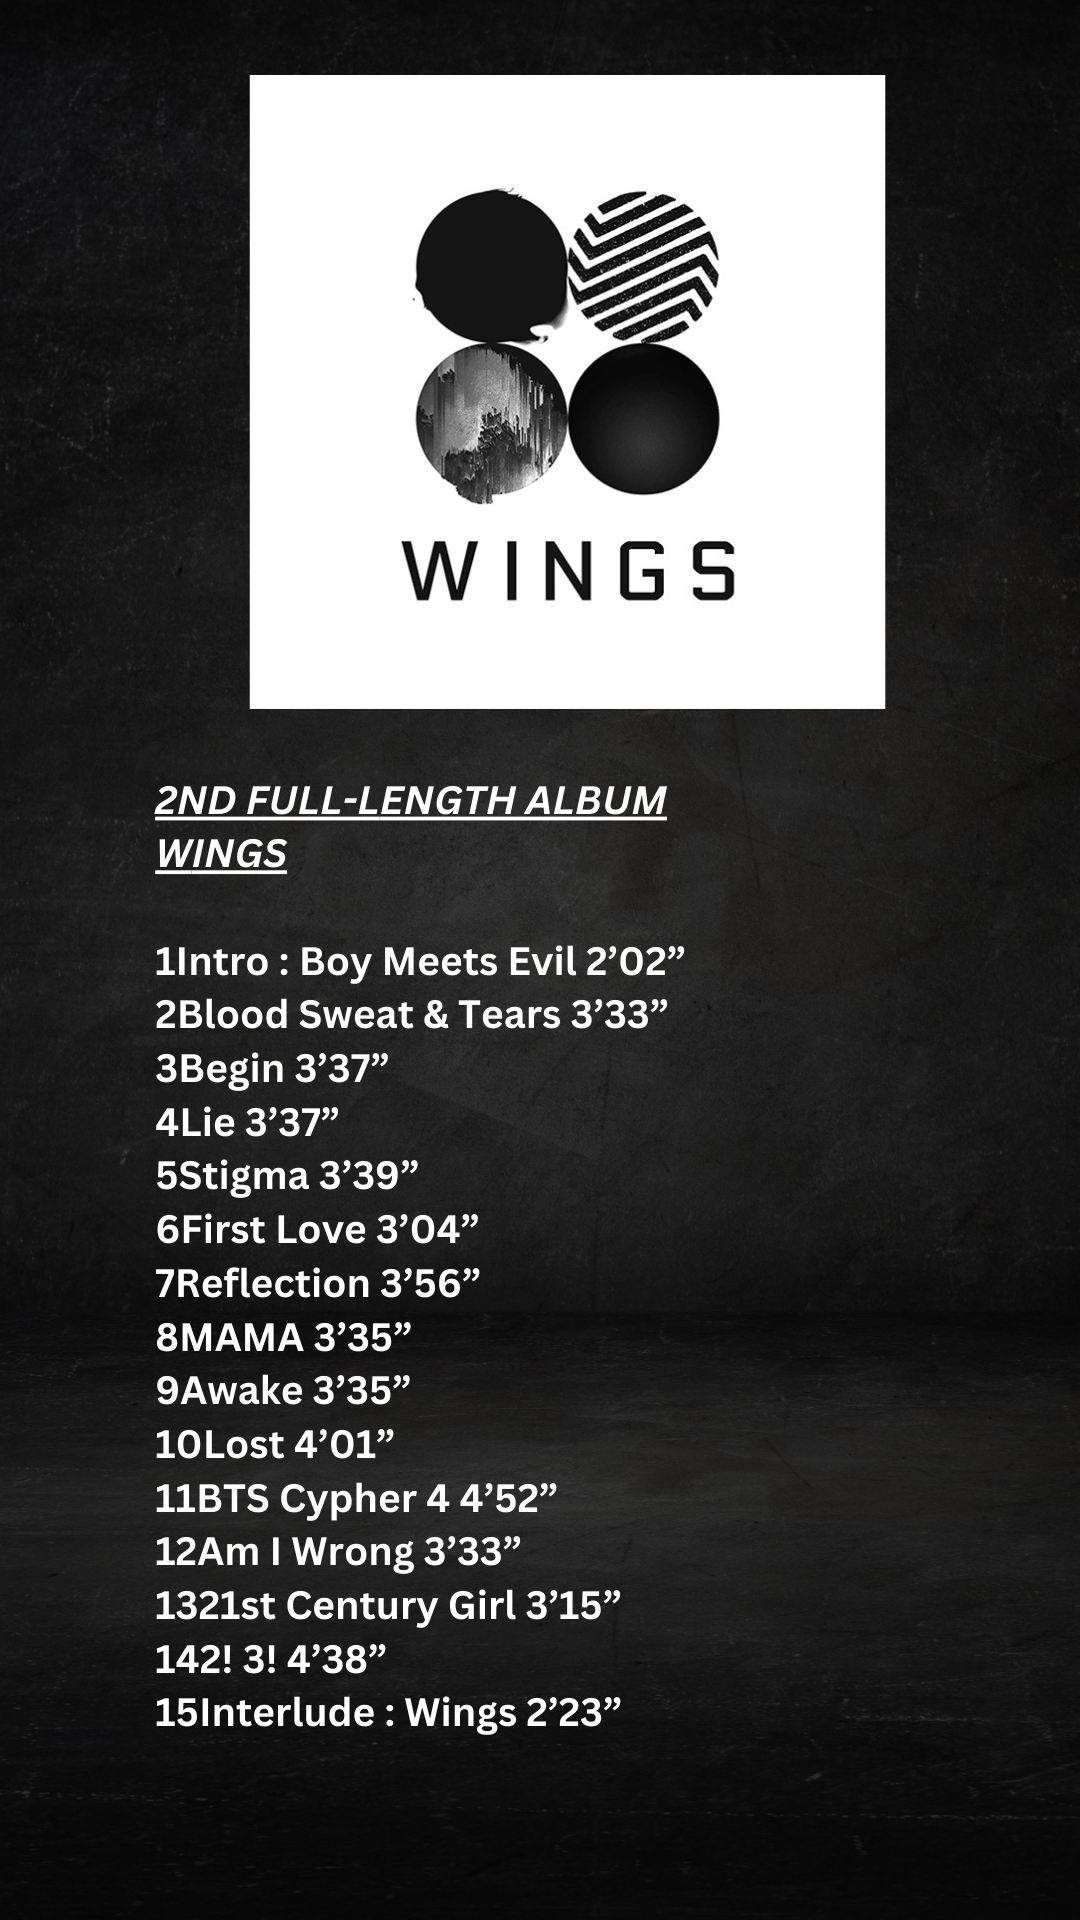 WINGS
2ND FULL-LENGTH ALBUM
WINGS
1Intro : Boy Meets Evil 2’02”
2Blood Sweat & Tears 3’33”
3Begin 3’37”
4Lie 3’37”
5Stigma 3’39”
6First Love 3’04”
7Reflection 3’56”
8MAMA 3’35”
9Awake 3’35”
10Lost 4’01”
11BTS Cypher 4 4’52”
12Am I Wrong 3’33”
1321st Century Girl 3’15”
142! 3! 4’38”
15Interlude : Wings 2’23”